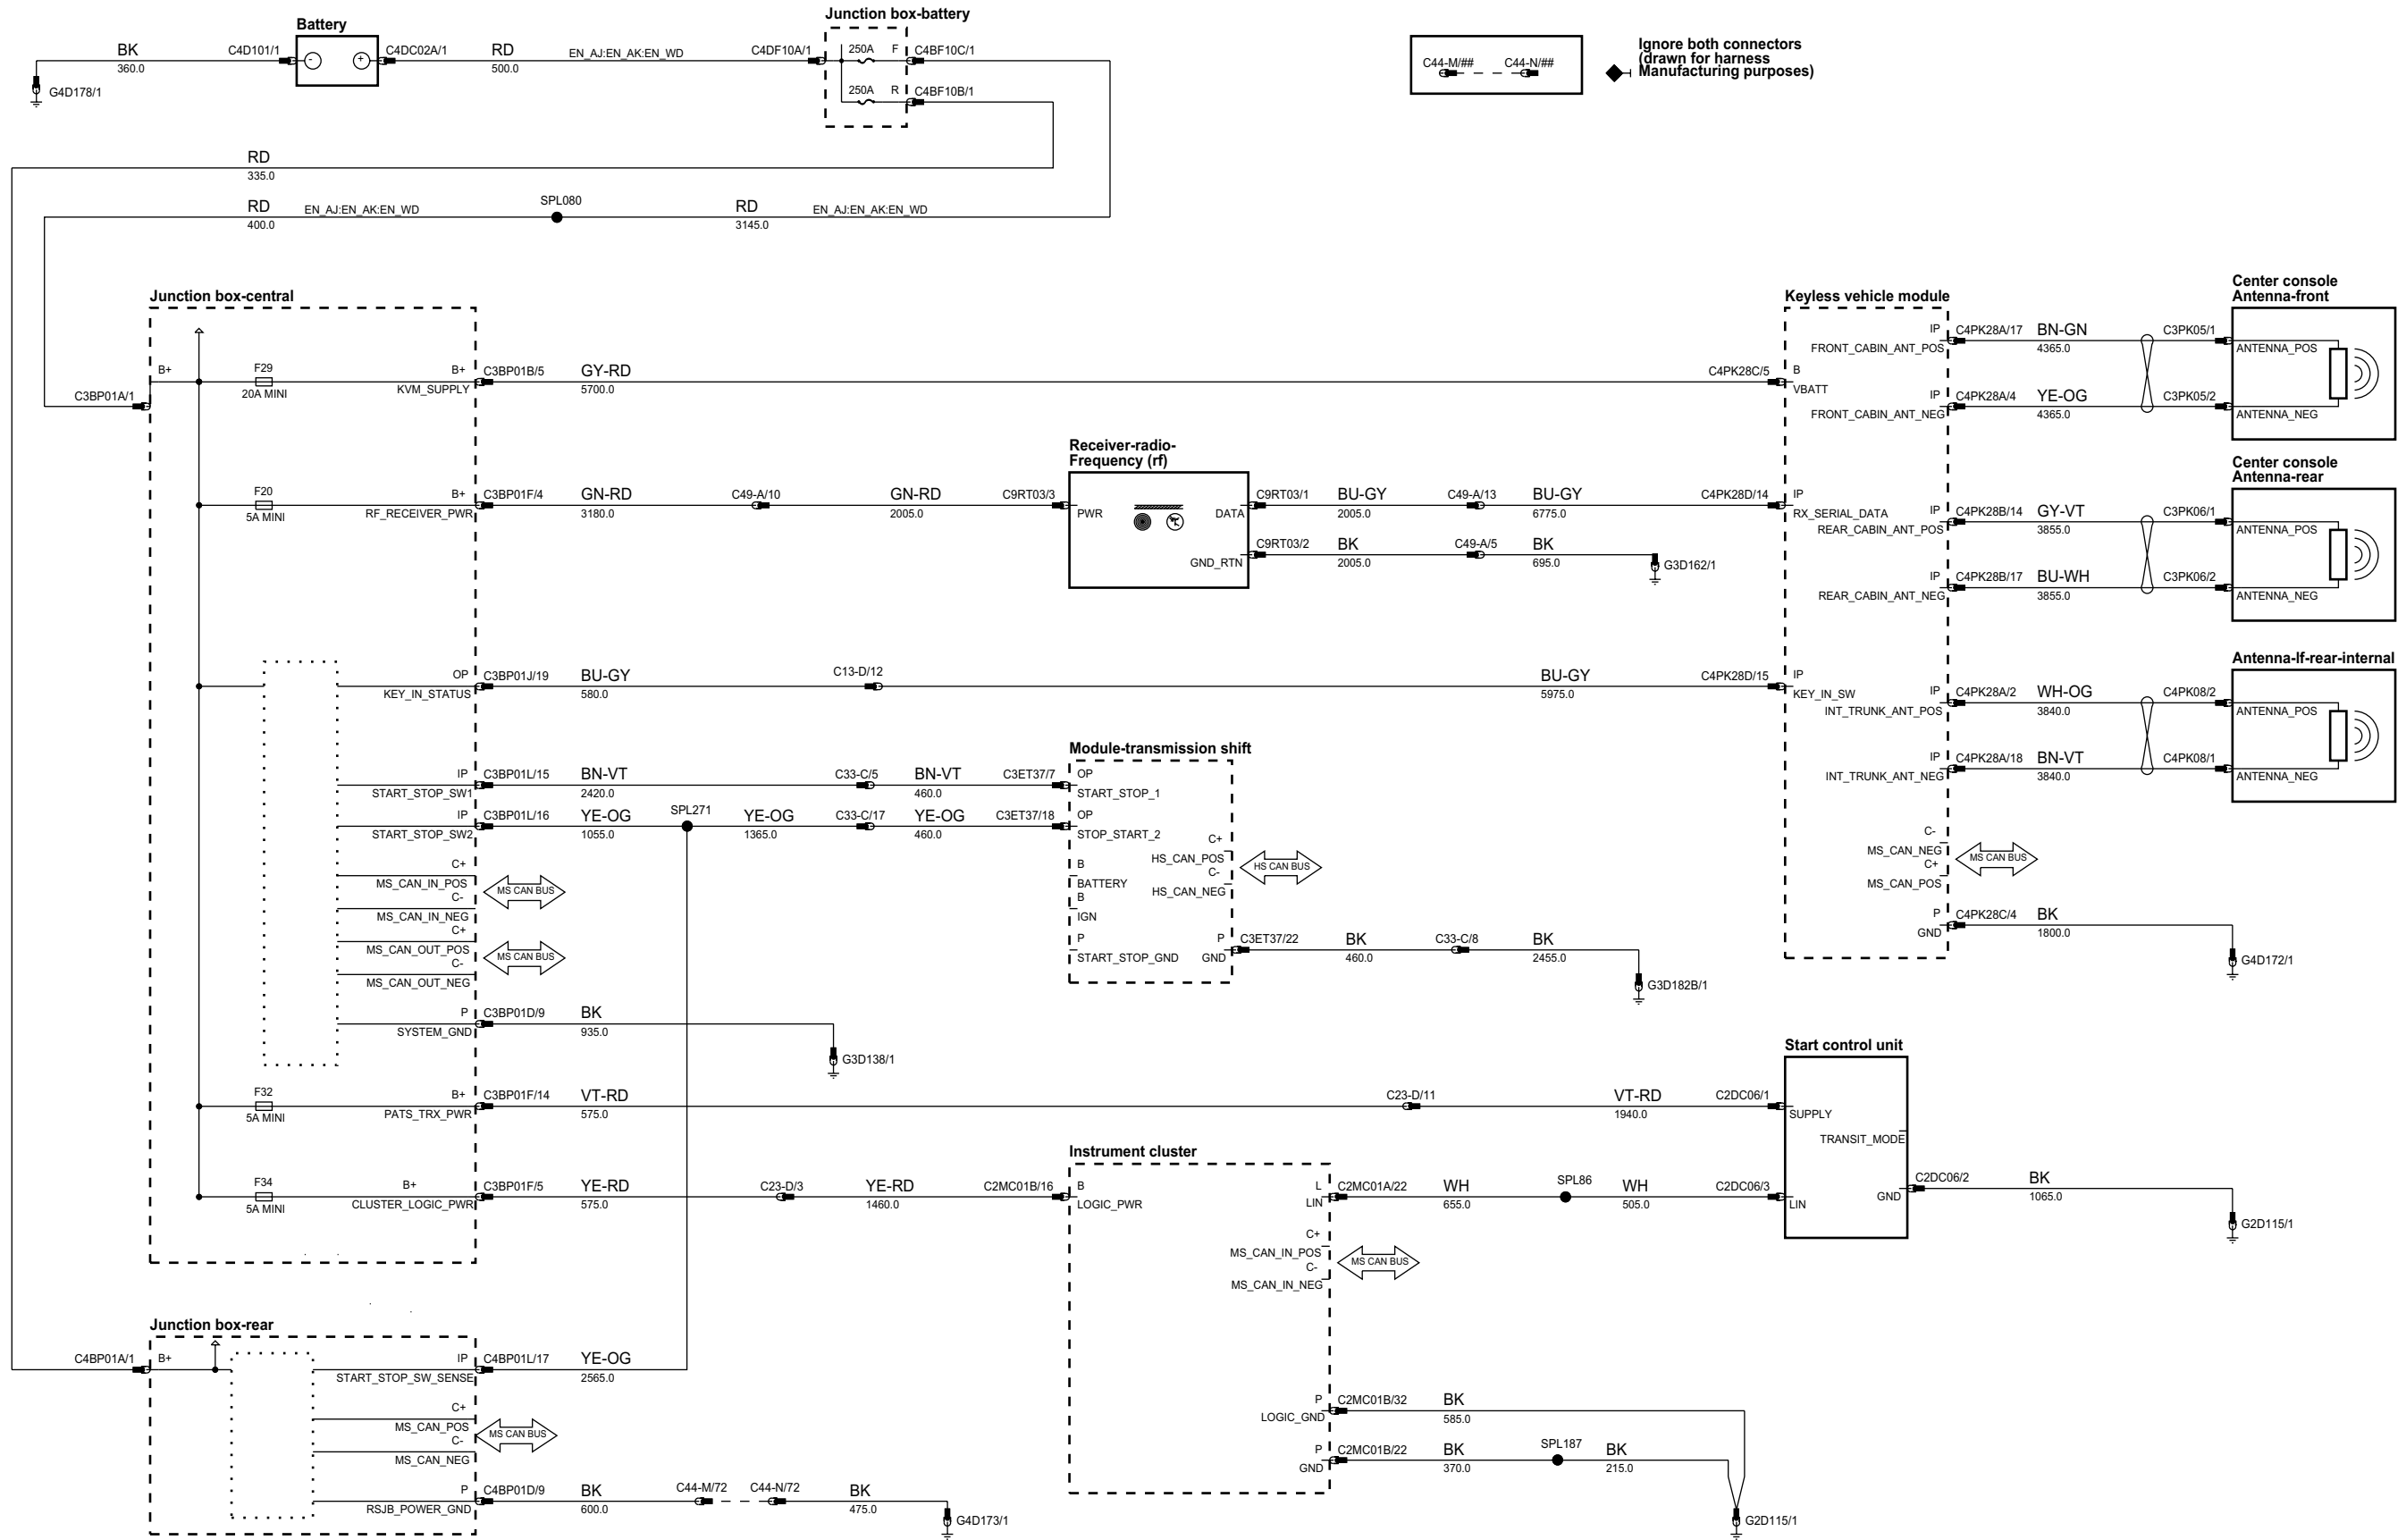 Battery
BK
360.0
C4D101/1
-
+
C4DC02A/1
RD
500.0
EN_AJ:EN_AK:EN_WD
C4DF10A/1
G4D178/1
Junction box-battery
250A F
C4BF10C/1
250A R
C4BF10B/1
C44-M/##
C44-N/##
Ignore both connectors
(drawn for harness
Manufacturing purposes)
RD
335.0
RD
400.0
EN_AJ:EN_AK:EN_WD
SPL080
RD
3145.0
EN_AJ:EN_AK:EN_WD
Junction box-central
C3BP01A/1
B+
F29
20A MINI
B+
KVM_SUPPLY
C3BP01B/5
GY-RD
5700.0
C4PK28C/5
F20
5A MINI
B+
RF_RECEIVER_PWR
C3BP01F/4
GN-RD
3180.0
C49-A/10
GN-RD
2005.0
C9RT03/3
Receiver-radio-
Frequency (rf)
PWR
DATA
GND_RTN
C9RT03/1
BU-GY
2005.0
C49-A/13
BU-GY
6775.0
C4PK28D/14
C9RT03/2
BK
2005.0
C49-A/5
BK
695.0
G3D162/1
OP
KEY_IN_STATUS
C3BP01J/19
BU-GY
580.0
C13-D/12
BU-GY
5975.0
C4PK28D/15
IP
START_STOP_SW1
C3BP01L/15
BN-VT
2420.0
C33-C/5
BN-VT
460.0
C3ET37/7
IP
START_STOP_SW2
C3BP01L/16
YE-OG
1055.0
SPL271
YE-OG
1365.0
C33-C/17
YE-OG
460.0
C3ET37/18
C+
MS_CAN_IN_POS
C-
MS_CAN_IN_NEG
MS CAN BUS
C+
MS_CAN_OUT_POS
C-
MS_CAN_OUT_NEG
MS CAN BUS
P
SYSTEM_GND
C3BP01D/9
BK
935.0
G3D138/1
F32
5A MINI
B+
PATS_TRX_PWR
C3BP01F/14
VT-RD
575.0
C23-D/11
VT-RD
1940.0
C2DC06/1
F34
5A MINI
B+
CLUSTER_LOGIC_PWR
C3BP01F/5
YE-RD
575.0
C23-D/3
YE-RD
1460.0
C2MC01B/16
Module-transmission shift
OP
START_STOP_1
OP
STOP_START_2
B
BATTERY
B
IGN
P
START_STOP_GND
C+
HS_CAN_POS
C-
HS_CAN_NEG
HS CAN BUS
P
GND
C3ET37/22
BK
460.0
C33-C/8
BK
2455.0
G3D182B/1
Keyless vehicle module
B
VBATT
IP
RX_SERIAL_DATA
IP
KEY_IN_SW
IP
FRONT_CABIN_ANT_POS
C4PK28A/17
BN-GN
4365.0
C3PK05/1
IP
FRONT_CABIN_ANT_NEG
C4PK28A/4
YE-OG
4365.0
C3PK05/2
Center console
Antenna-front
ANTENNA_POS
ANTENNA_NEG
IP
REAR_CABIN_ANT_POS
C4PK28B/14
GY-VT
3855.0
C3PK06/1
IP
REAR_CABIN_ANT_NEG
C4PK28B/17
BU-WH
3855.0
C3PK06/2
Center console
Antenna-rear
ANTENNA_POS
ANTENNA_NEG
IP
INT_TRUNK_ANT_POS
C4PK28A/2
WH-OG
3840.0
C4PK08/2
IP
INT_TRUNK_ANT_NEG
C4PK28A/18
BN-VT
3840.0
C4PK08/1
Antenna-lf-rear-internal
ANTENNA_POS
ANTENNA_NEG
C-
MS_CAN_NEG
C+
MS_CAN_POS
MS CAN BUS
P
GND
C4PK28C/4
BK
1800.0
G4D172/1
Start control unit
SUPPLY
TRANSIT_MODE
GND
LIN
C2DC06/2
BK
1065.0
G2D115/1
Instrument cluster
B
LOGIC_PWR
L
LIN
C2MC01A/22
WH
655.0
SPL86
WH
505.0
C2DC06/3
C+
MS_CAN_IN_POS
C-
MS_CAN_IN_NEG
MS CAN BUS
P
LOGIC_GND
C2MC01B/32
BK
585.0
P
GND
C2MC01B/22
BK
370.0
SPL187
BK
215.0
G2D115/1
Junction box-rear
C4BP01A/1
B+
IP
START_STOP_SW_SENSE
C4BP01L/17
YE-OG
2565.0
C+
MS_CAN_POS
C-
MS_CAN_NEG
MS CAN BUS
P
RSJB_POWER_GND
C4BP01D/9
BK
600.0
C44-M/72
C44-N/72
BK
475.0
G4D173/1